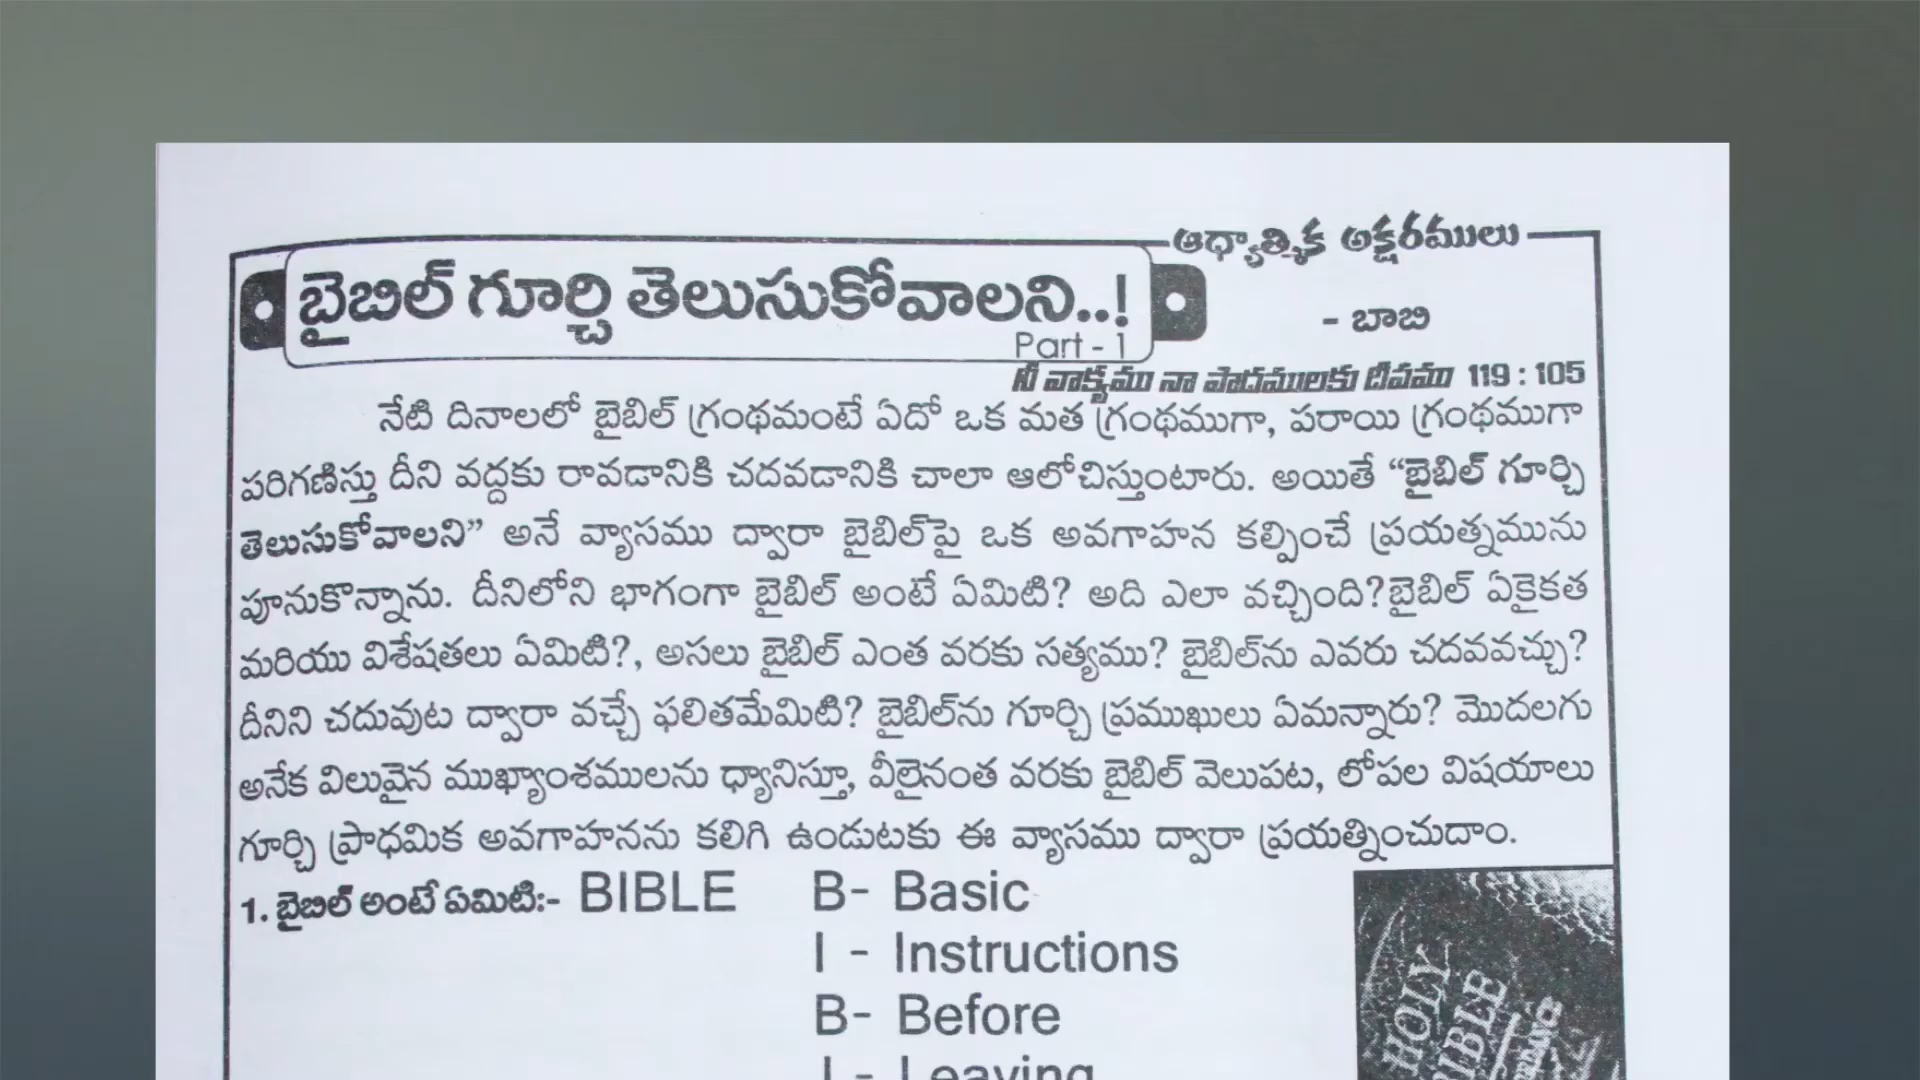 ఆధ్యాత్మిక అక్షరములు
బైబిల్ గూర్చి తెలుసుకోవాలని..!
- బాబి
Part - 1
నీ వాక్యము నా పాదములకు దీపము 119 : 105
నేటి దినాలలో బైబిల్ గ్రంథమంటే ఏదో ఒక మత గ్రంథముగా, పరాయి గ్రంథముగా
పరిగణిస్తు దీని వద్దకు రావడానికి చదవడానికి చాలా ఆలోచిస్తుంటారు. అయితే “బైబిల్ గూర్చి
తెలుసుకోవాలని” అనే వ్యాసము ద్వారా బైబిల్‌పై ఒక అవగాహన కల్పించే ప్రయత్నమును
పూనుకొన్నాను. దీనిలోని భాగంగా బైబిల్ అంటే ఏమిటి? అది ఎలా వచ్చింది?బైబిల్ ఏకైకత
మరియు విశేషతలు ఏమిటి?, అసలు బైబిల్ ఎంత వరకు సత్యము? బైబిల్‌ను ఎవరు చదవవచ్చు?
దీనిని చదువుట ద్వారా వచ్చే ఫలితమేమిటి? బైబిల్‌ను గూర్చి ప్రముఖులు ఏమన్నారు? మొదలగు
అనేక విలువైన ముఖ్యాంశములను ధ్యానిస్తూ, వీలైనంత వరకు బైబిల్ వెలుపట, లోపల విషయాలు
గూర్చి ప్రాధమిక అవగాహనను కలిగి ఉండుటకు ఈ వ్యాసము ద్వారా ప్రయత్నించుదాం.
1. బైబిల్ అంటే ఏమిటి:- BIBLE B- Basic
I - Instructions
B- Before
L - Leaving
HOLY
BIBLE